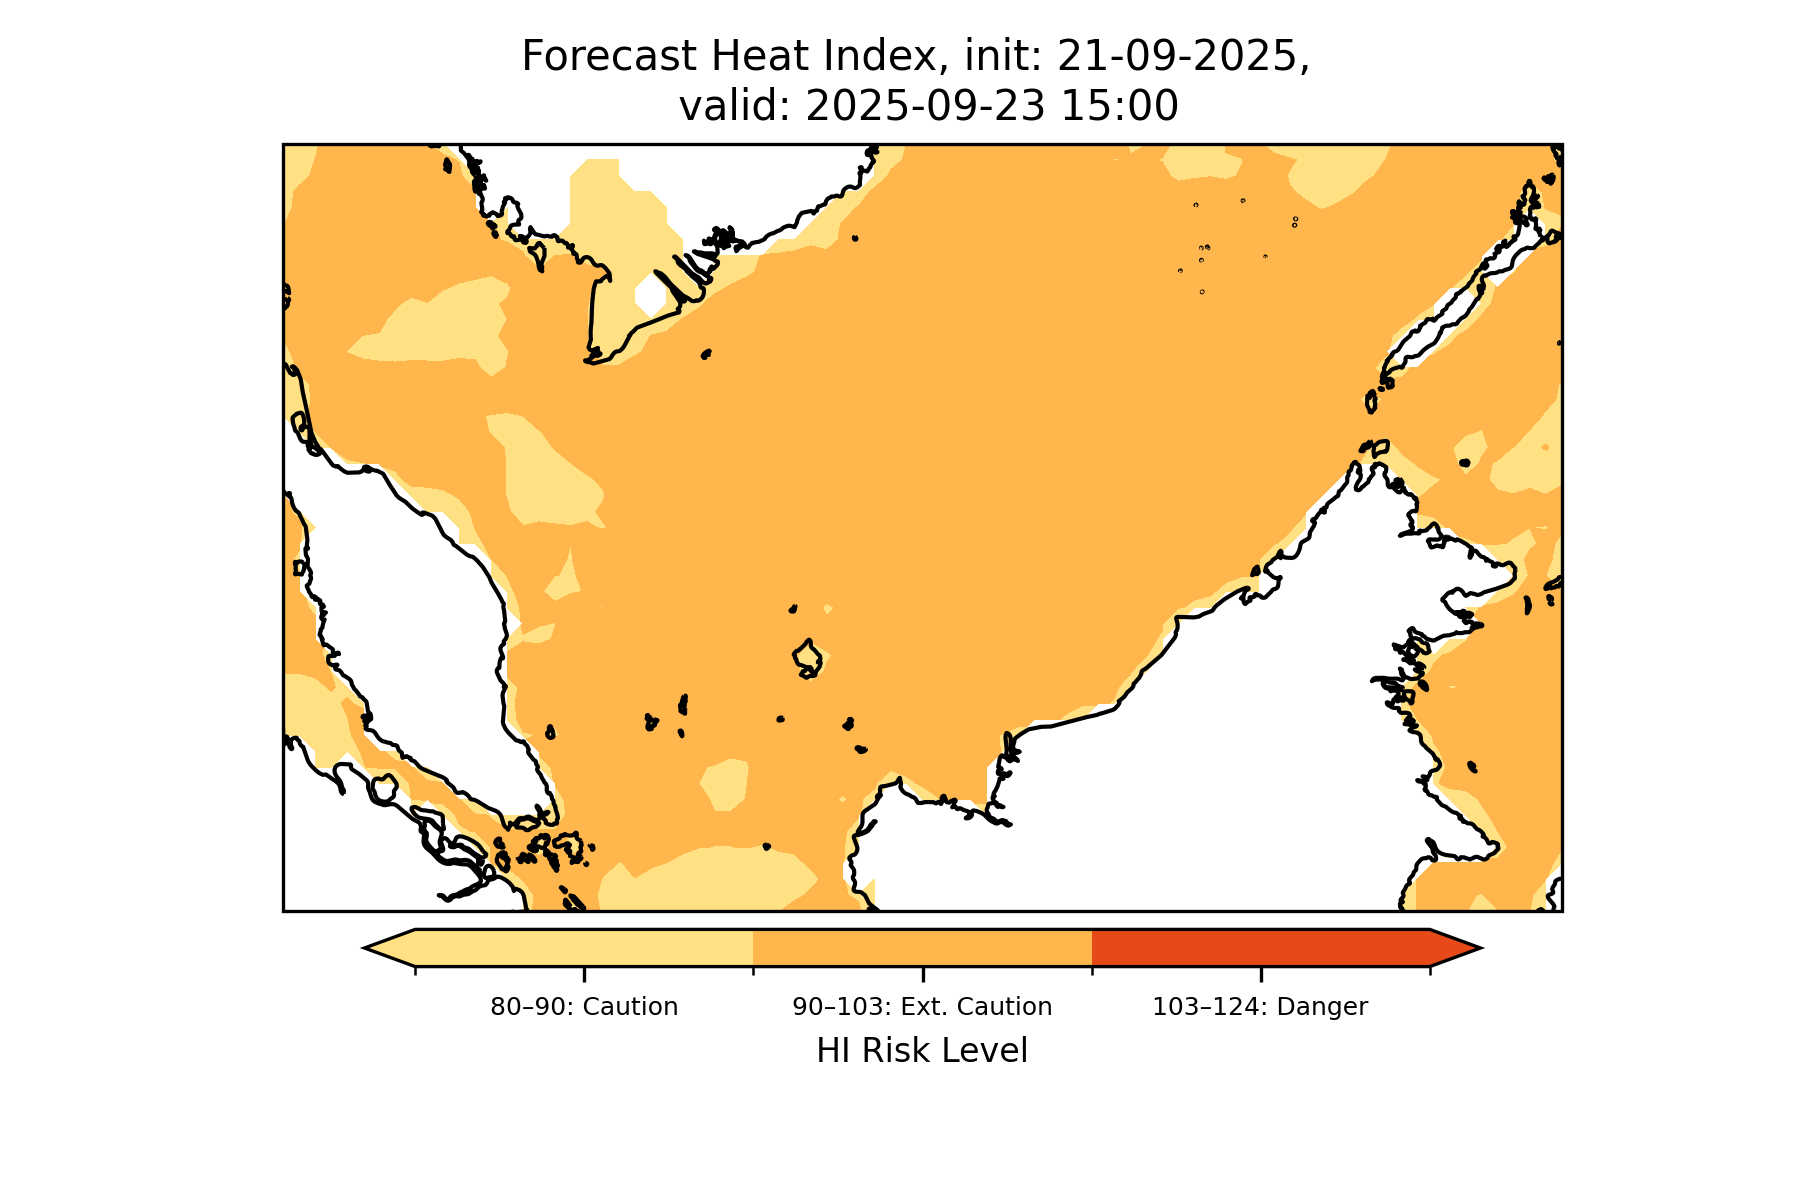 Forecast Heat Index, init: 21-09-2025,
valid: 2025-09-23 15:00
80–90: Caution
90–103: Ext. Caution
103–124: Danger
HI Risk Level